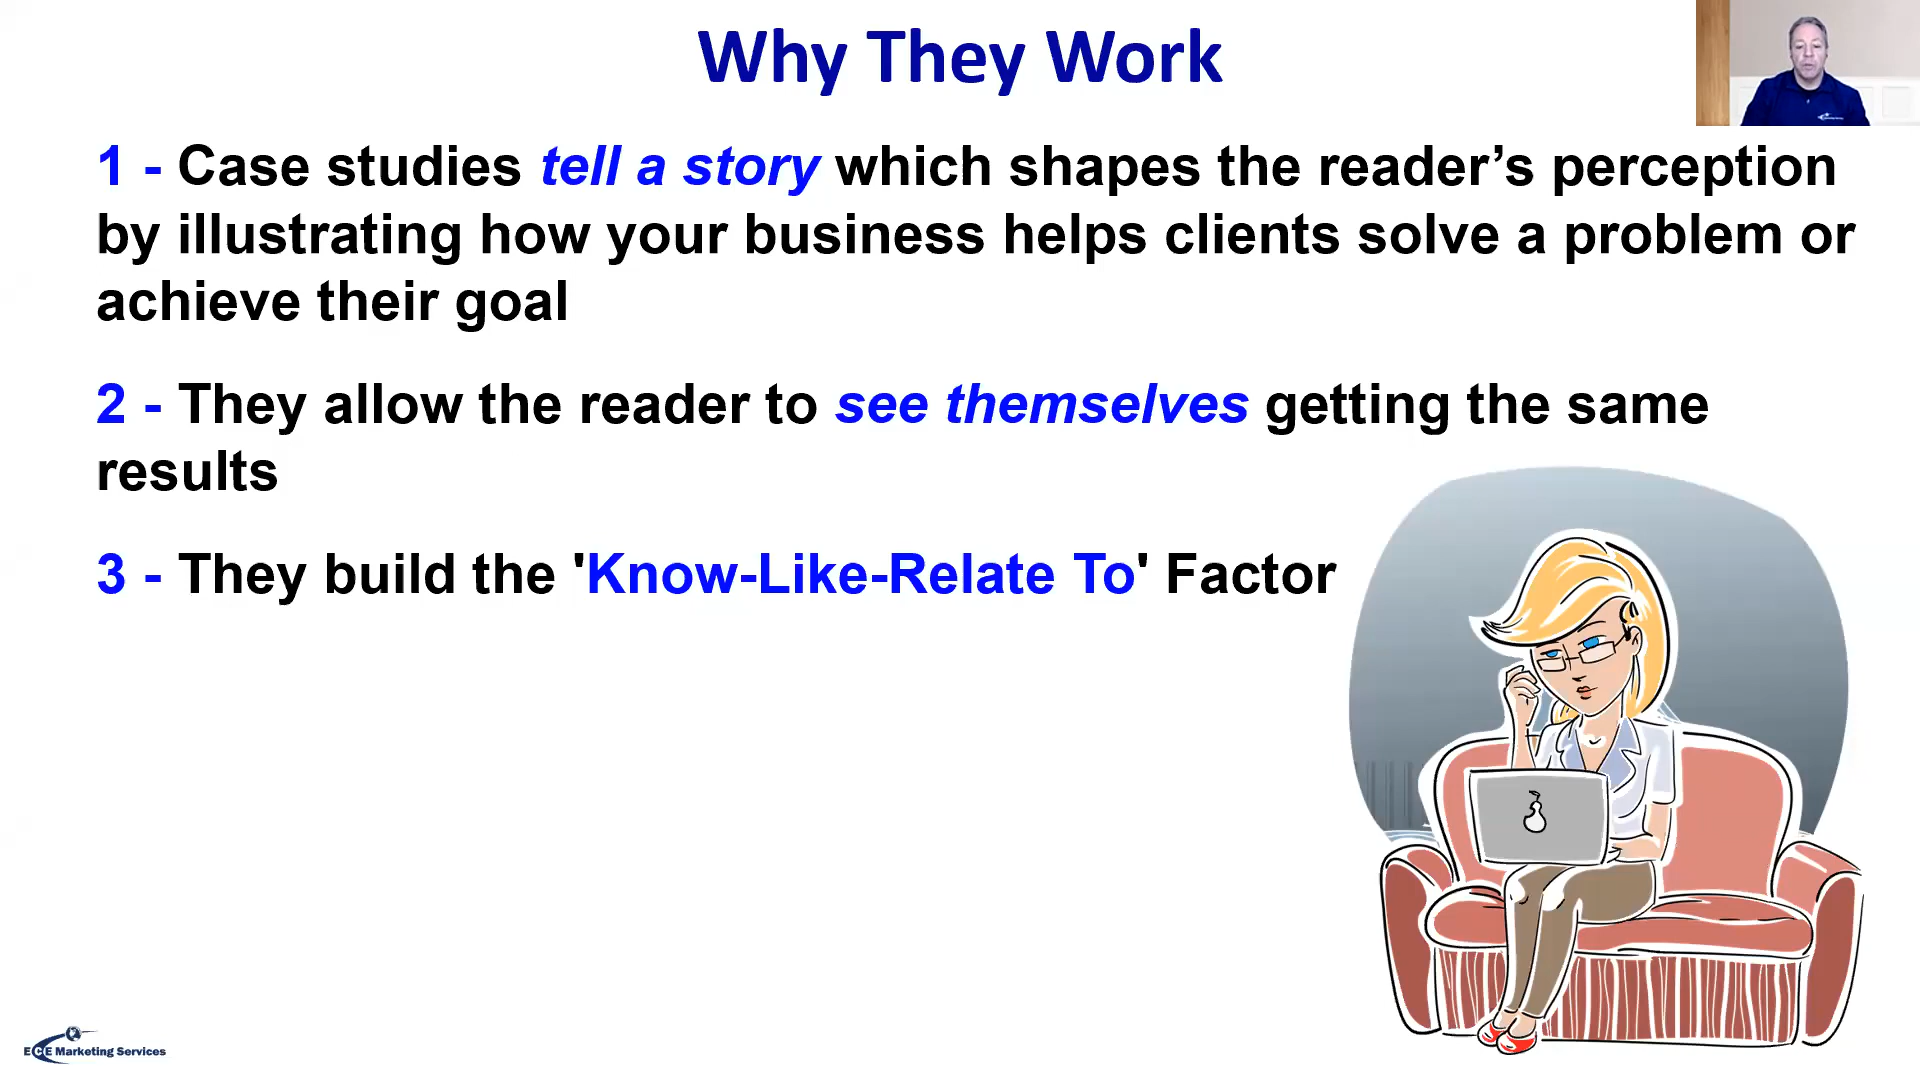 Why They Work
1 - Case studies tell a story which shapes the reader’s perception
by illustrating how your business helps clients solve a problem or
achieve their goal
2 - They allow the reader to see themselves getting the same
results
3 - They build the 'Know-Like-Relate To' Factor
ECE Marketing Services